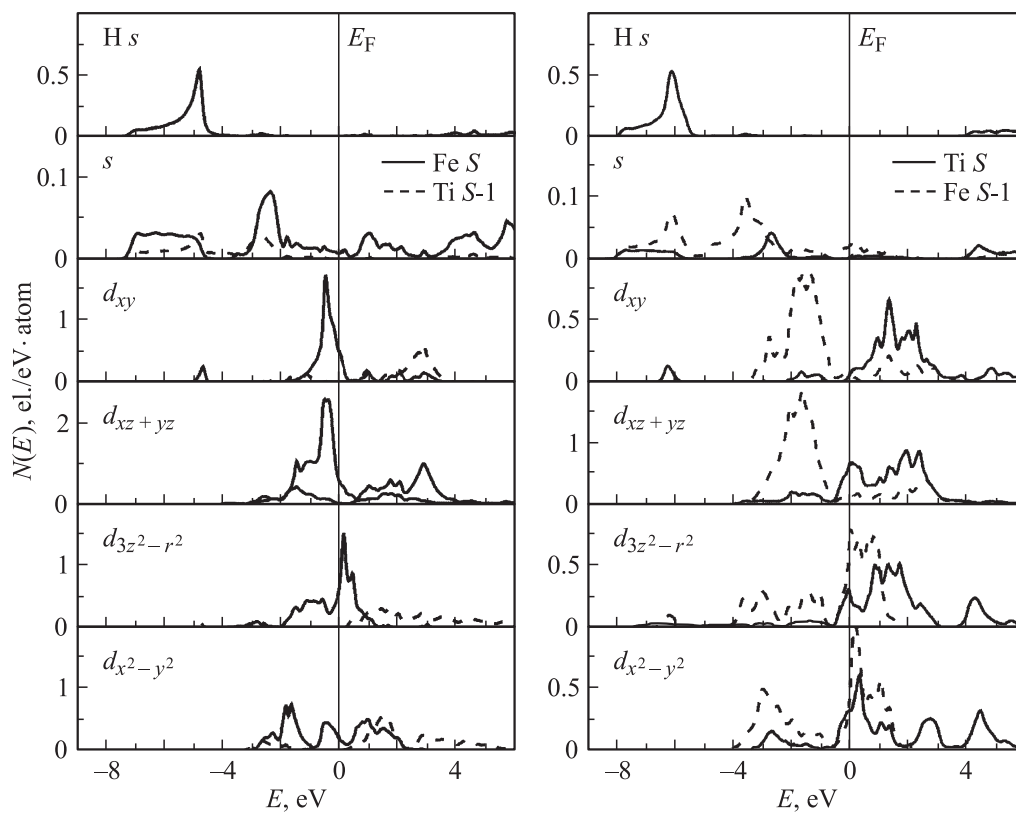 H s
E_F
0.5
0
s
Fe S
Ti S-1
0.1
0
d_xy
1
0
d_xz + yz
2
0
d_3z² − r²
1
0
d_x² − y²
1
0
−8
−4
0
4
E, eV
N(E), el./eV·atom
H s
E_F
0.5
0
s
Ti S
Fe S-1
0.1
0
d_xy
0.5
0
d_xz + yz
1
0
d_3z² − r²
0.5
0
d_x² − y²
0.5
0
−8
−4
0
4
E, eV